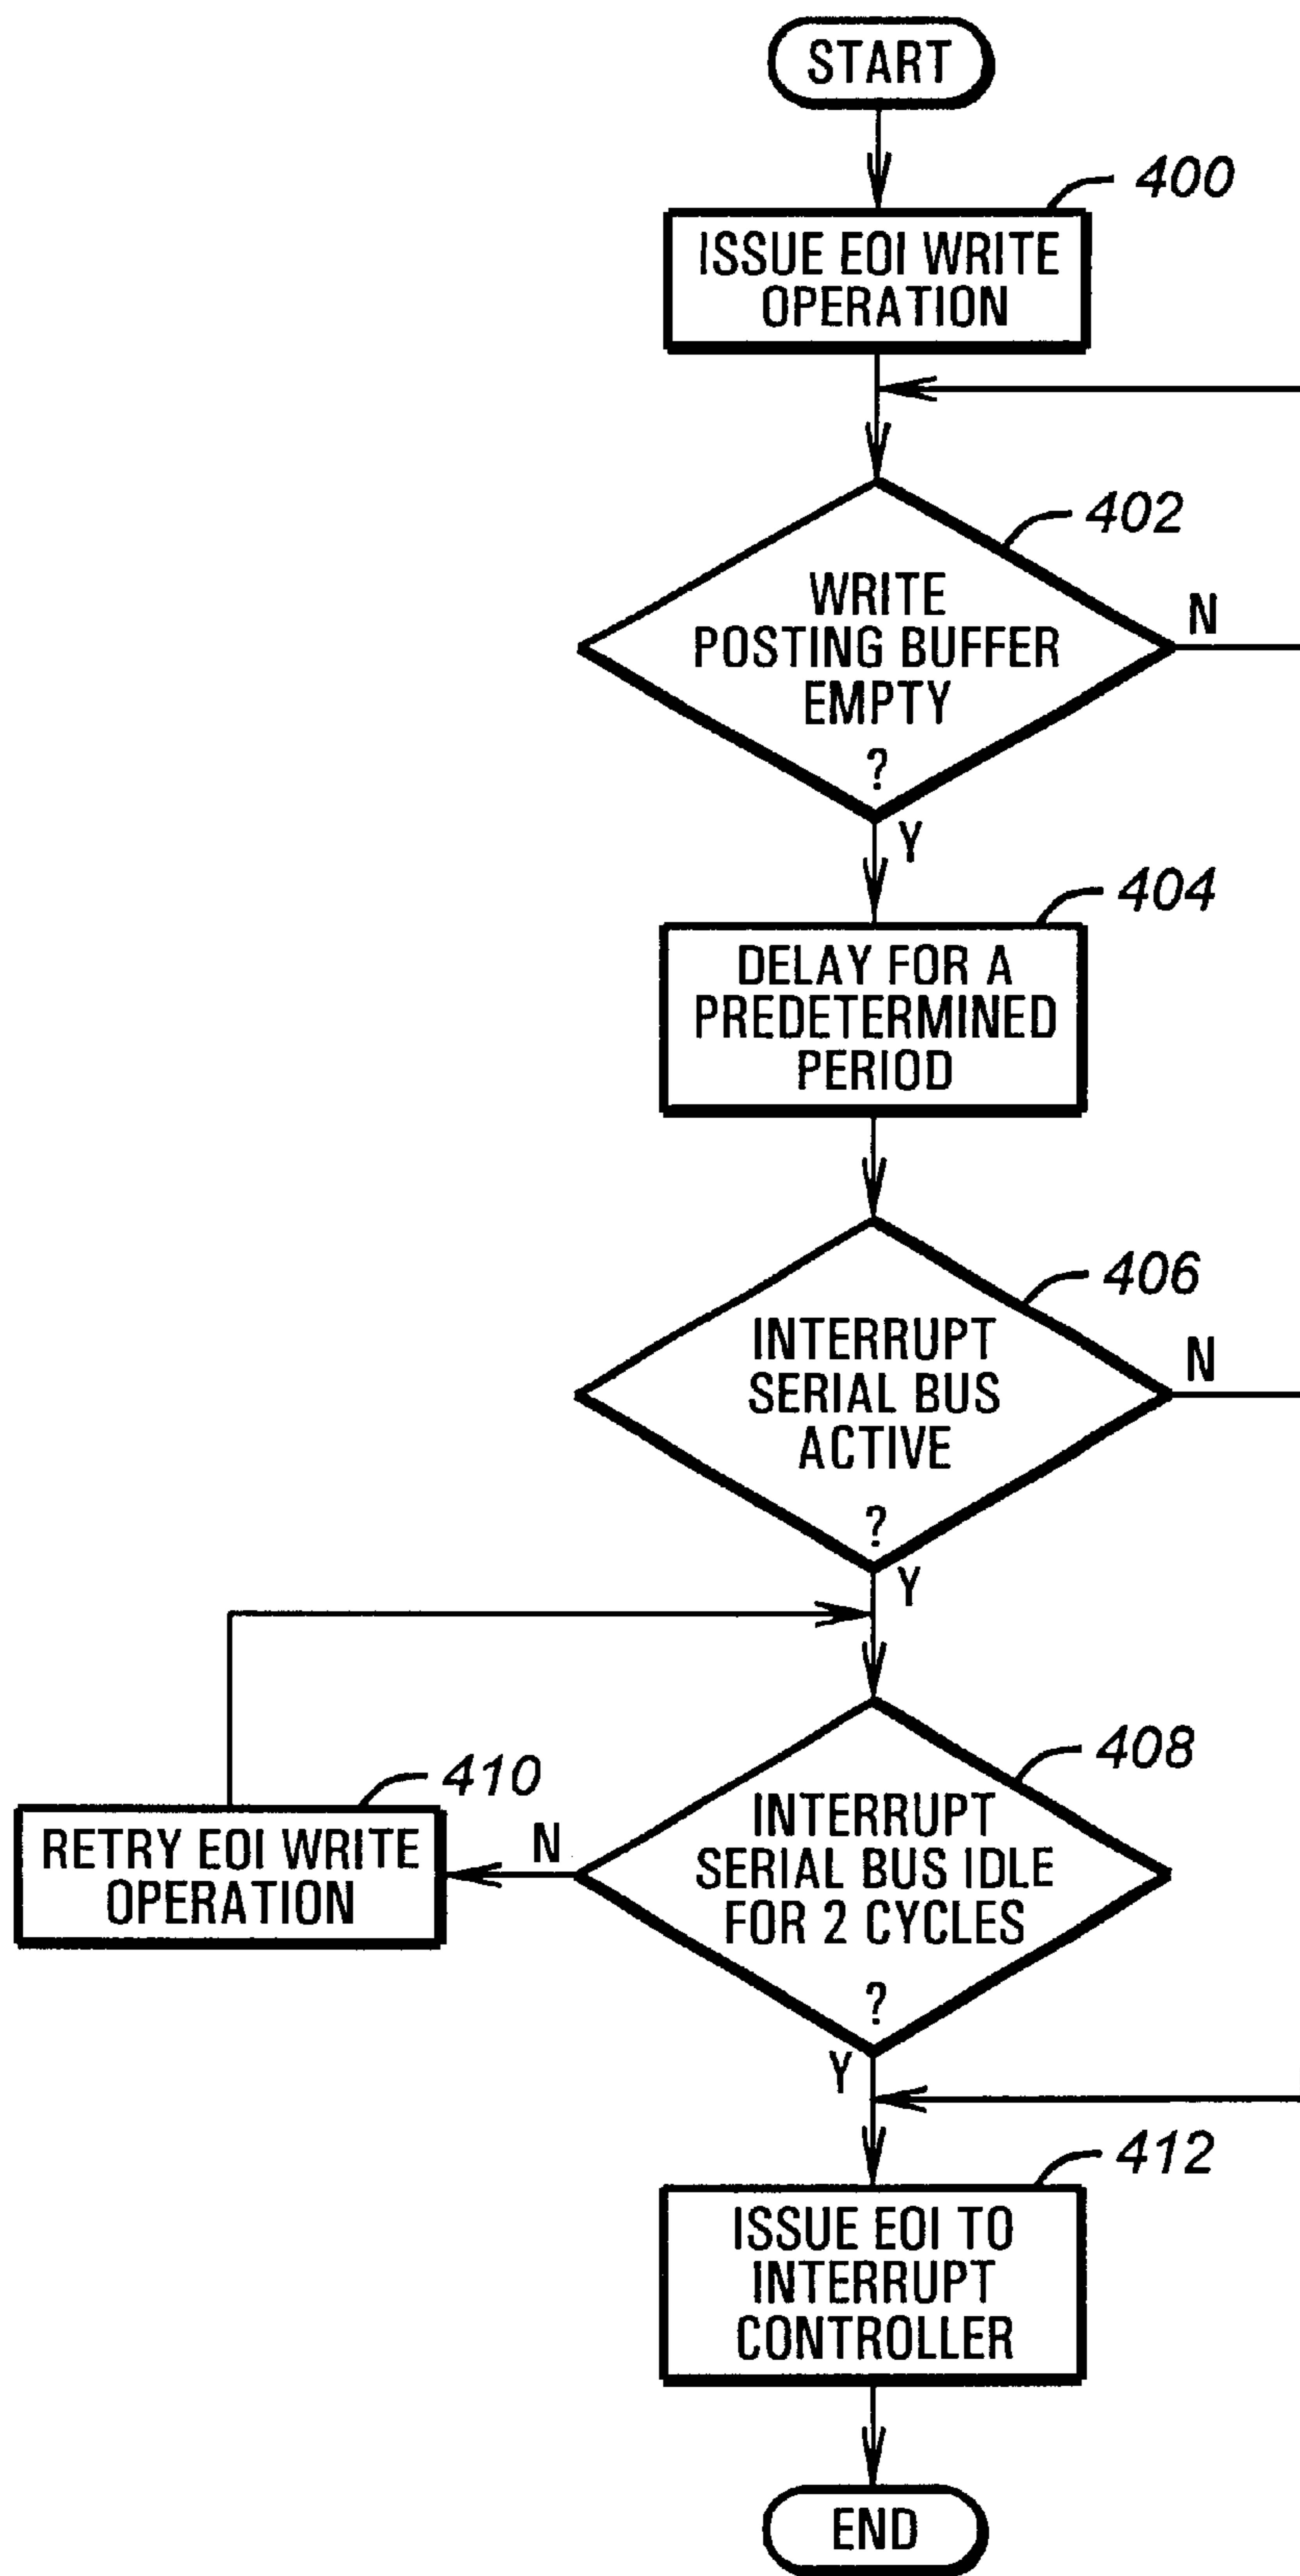 START
400
ISSUE EOI WRITE
OPERATION
402
WRITE
POSTING BUFFER
EMPTY
?
N
Y
404
DELAY FOR A
PREDETERMINED
PERIOD
406
INTERRUPT
SERIAL BUS
ACTIVE
?
N
Y
408
INTERRUPT
SERIAL BUS IDLE
FOR 2 CYCLES
?
N
410
RETRY EOI WRITE
OPERATION
Y
412
ISSUE EOI TO
INTERRUPT
CONTROLLER
END